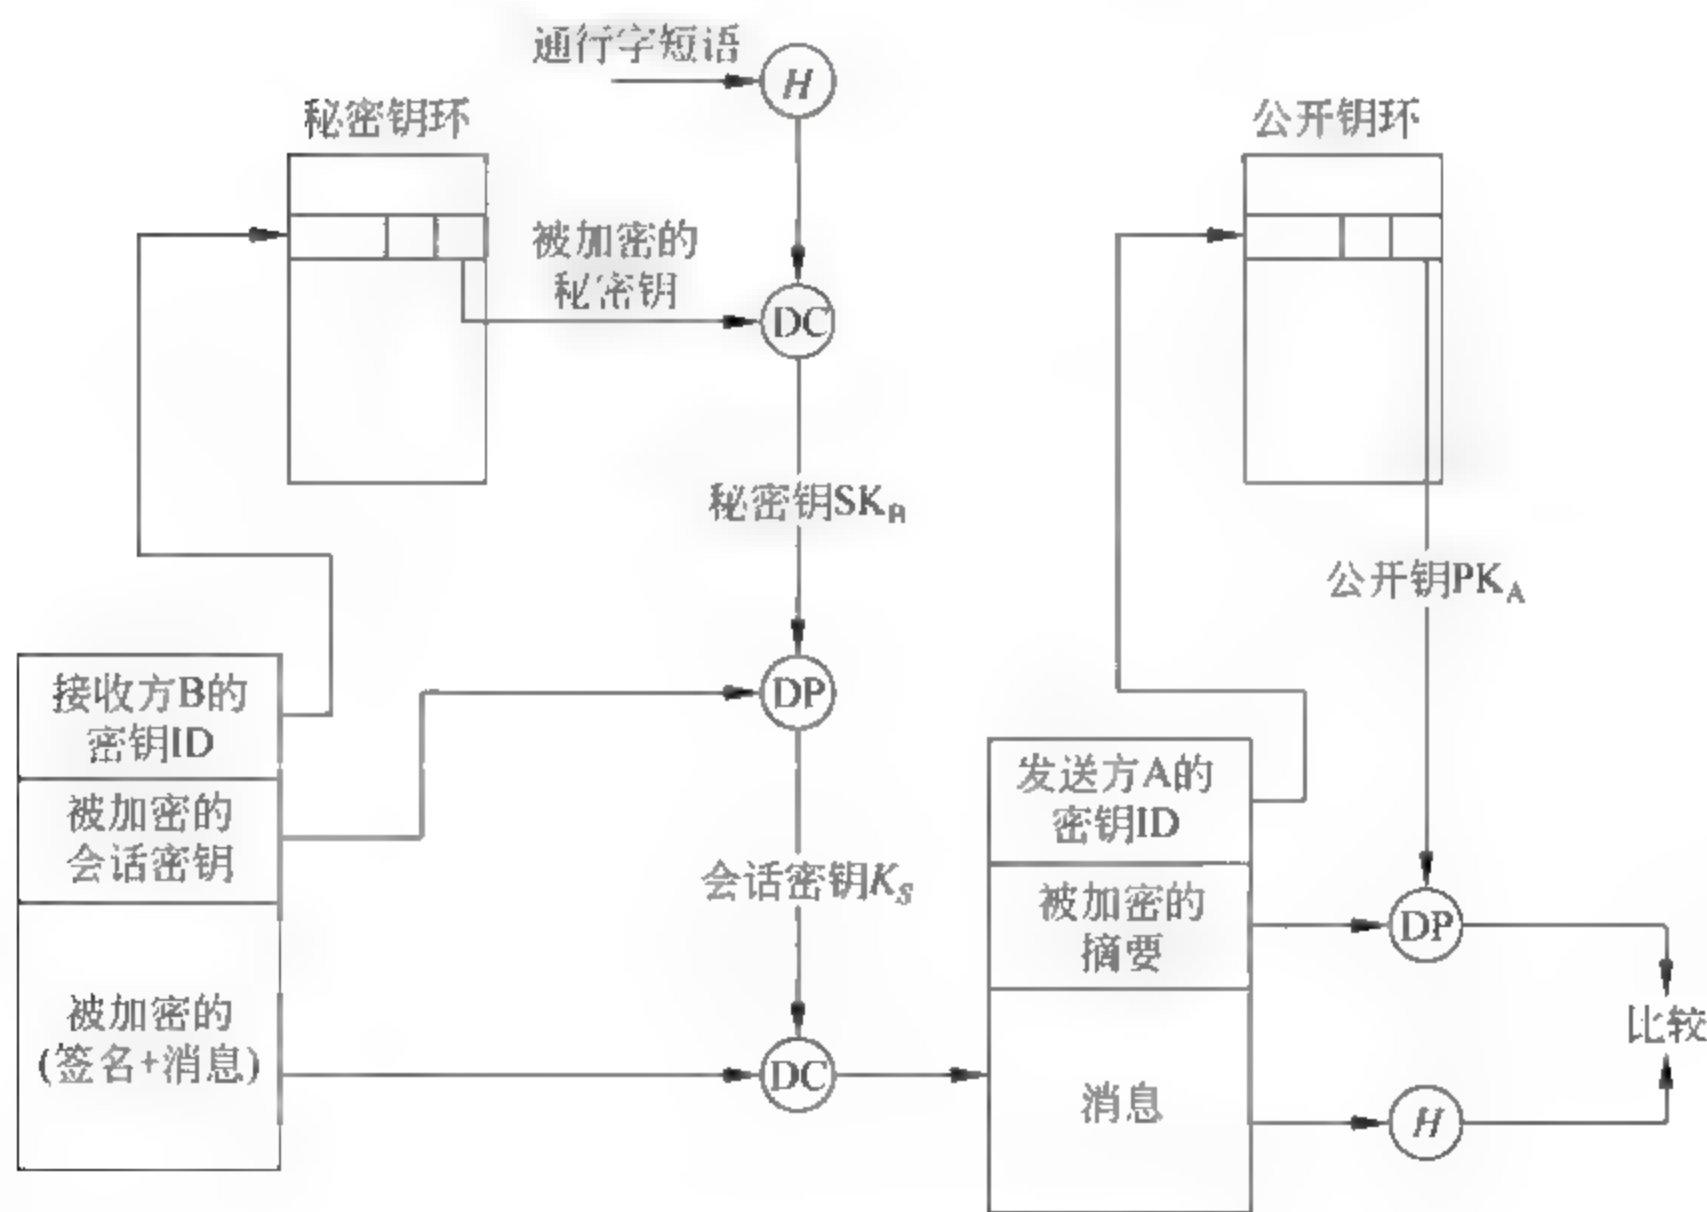 通行字短语
H
秘密钥环
公开钥环
被加密的
秘密钥
DC
秘密钥SK_B
公开钥PK_A
接收方B的
密钥ID
DP
被加密的
会话密钥
会话密钥K_S
发送方A的
密钥ID
被加密的
摘要
DP
被加密的
(签名+消息)
DC
消息
H
比较